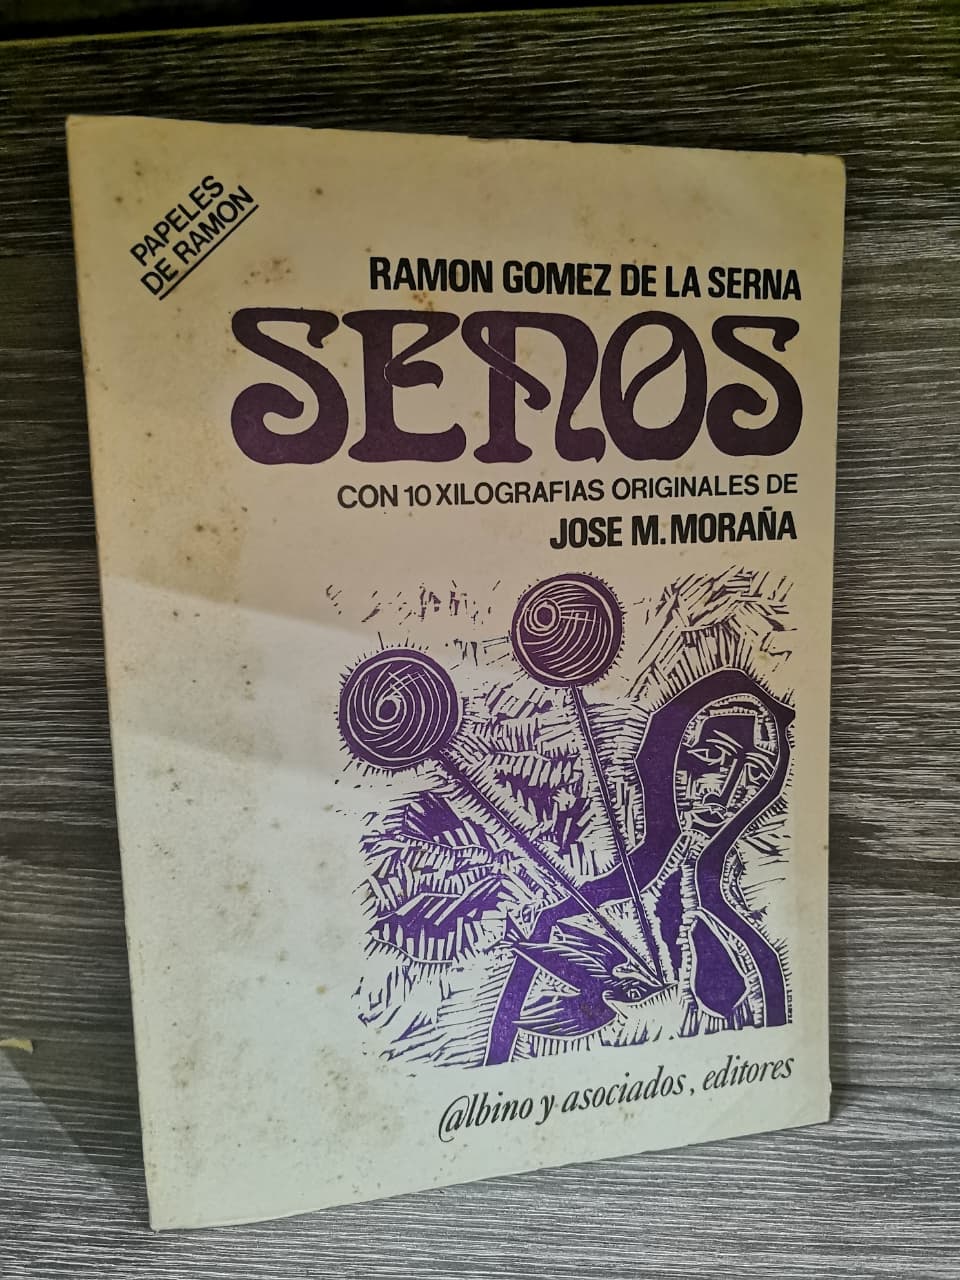 PAPELES
DE RAMON
RAMON GOMEZ DE LA SERNA
SENOS
CON 10 XILOGRAFIAS ORIGINALES DE
JOSE M. MORAÑA
@lbino y asociados, editores